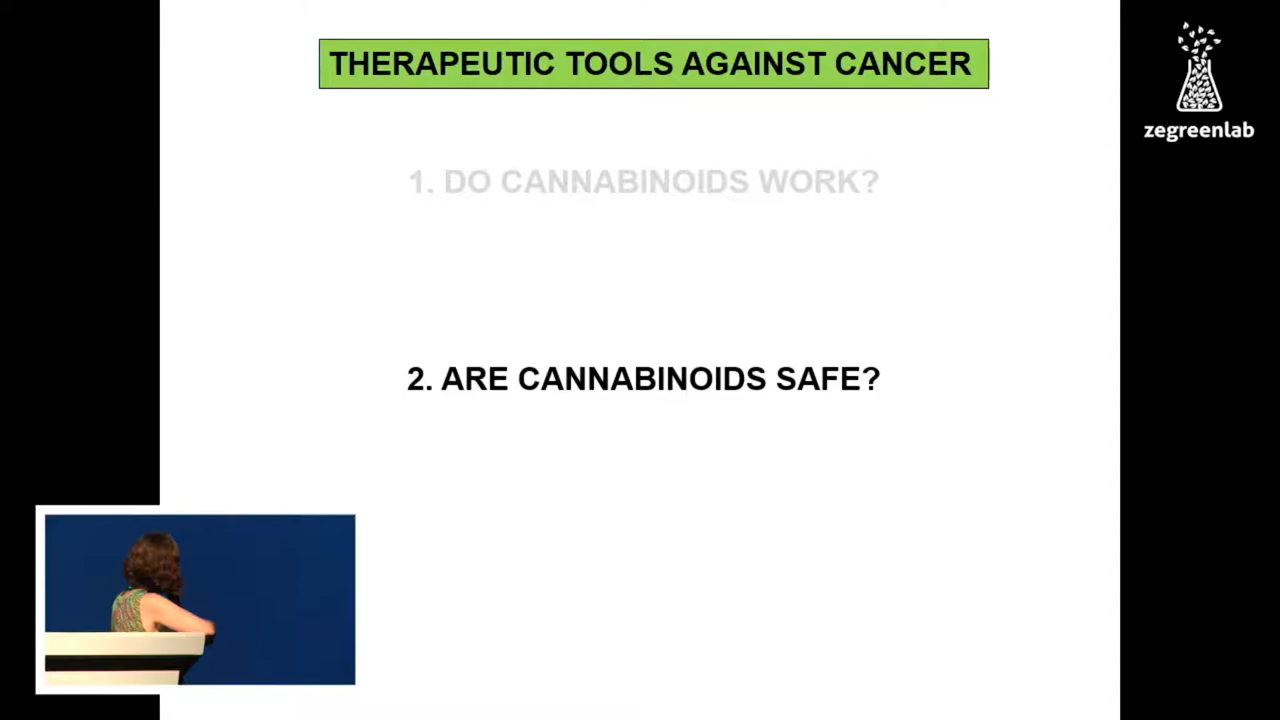 THERAPEUTIC TOOLS AGAINST CANCER
zegreenlab
1. DO CANNABINOIDS WORK?
2. ARE CANNABINOIDS SAFE?